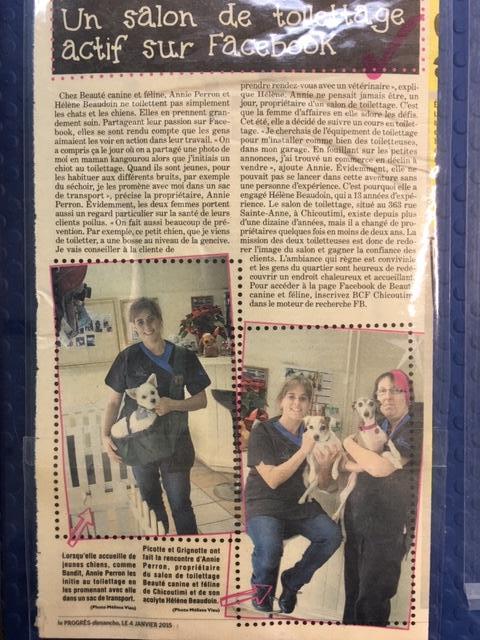 Un salon de toilettage
actif sur Facebook
Chez Beauté canine et féline, Annie Perron et
Hélène Beaudoin ne toilettent pas simplement
les chats et les chiens. Elles en prennent gran-
dement soin. Partageant leur passion sur Face-
book, elles se sont rendu compte que les gens
aimaient les voir en action dans leur travail. « On
a compris ça le jour où on a partagé une photo de
moi en maman kangourou alors que j'initiais un
chiot au toilettage. Quand ils sont jeunes, pour
les habituer aux différents bruits, par exemple
du séchoir, je les promène avec moi dans un sac
de transport », précise la propriétaire, Annie
Perron. Évidemment, les deux femmes portent
aussi un regard particulier sur la santé de leurs
clients poilus. « On fait aussi beaucoup de pré-
vention. Par exemple, ce petit chien, que je viens
de toiletter, a une bosse au niveau de la gencive.
Je vais conseiller à la cliente de
prendre rendez-vous avec un vétérinaire », expli-
que Hélène. Annie ne pensait jamais être, un
jour, propriétaire d'un salon de toilettage. C'est
que la femme d'affaires en elle adore les défis.
Cet été, elle a décidé de suivre un cours en toilet-
tage. « Je cherchais de l'équipement de toilettage
pour m'installer comme bien des toiletteuses,
dans mon garage. En fouillant sur les petites
annonces, j'ai trouvé un commerce en déclin à
vendre », ajoute Annie. Évidemment, elle ne
pouvait pas se lancer dans cette aventure sans
une personne d'expérience. C'est pourquoi elle a
engagé Hélène Beaudoin, qui a 13 années d'expé-
rience. Le salon de toilettage, situé au 363 rue
Sainte-Anne, à Chicoutimi, existe depuis plus
d'une dizaine d'années, mais il a changé de pro-
priétaires quelques fois en moins de deux ans. La
mission des deux toiletteuses est donc de redo-
rer l'image du salon et gagner la confiance des
clients. L'ambiance qui règne est conviviale
et les gens du quartier sont heureux de redé-
couvrir un endroit chaleureux et accueillant.
Pour accéder à la page Facebook de Beauté
canine et féline, inscrivez BCF Chicoutimi
dans le moteur de recherche FB.
Lorsqu'elle accueille de
jeunes chiens, comme
Bandit, Annie Perron les
initie au toilettage en
les promenant avec elle
dans un sac de transport.
(Photo Mélissa Viau)
Picotte et Grignotte ont
fait la rencontre d'Annie
Perron, propriétaire
du salon de toilettage
Beauté canine et féline
et de son
acolyte Hélène Beaudoin.
(Photo Mélissa Viau)
le PROGRÈS-dimanche, LE 4 JANVIER 2015